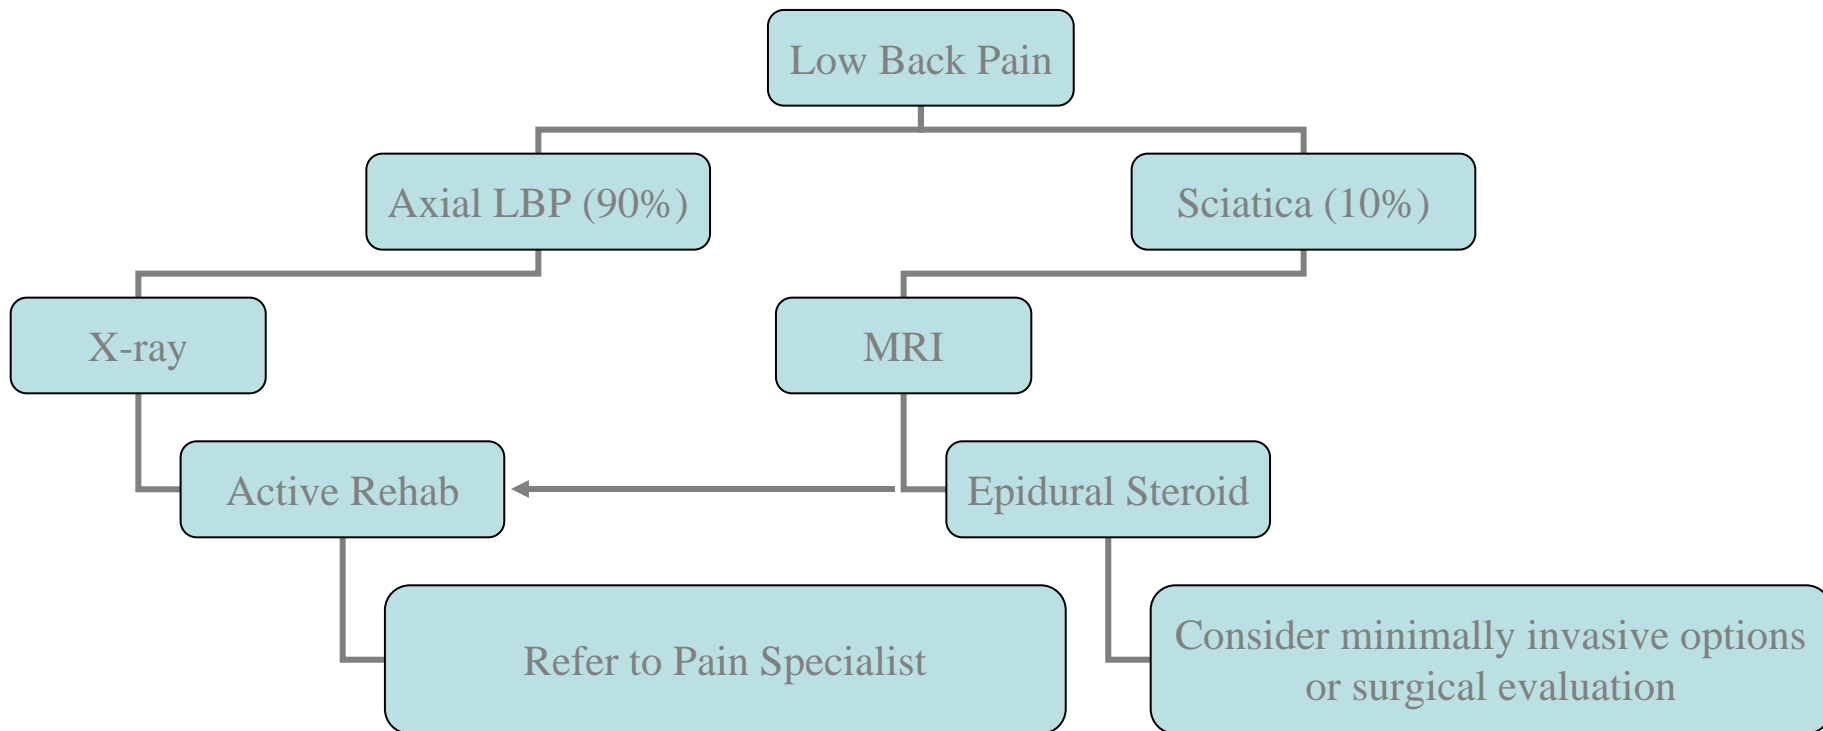 Low Back Pain
Axial LBP (90%)
Sciatica (10%)
X-ray
MRI
Active Rehab
Epidural Steroid
Refer to Pain Specialist
Consider minimally invasive options
or surgical evaluation